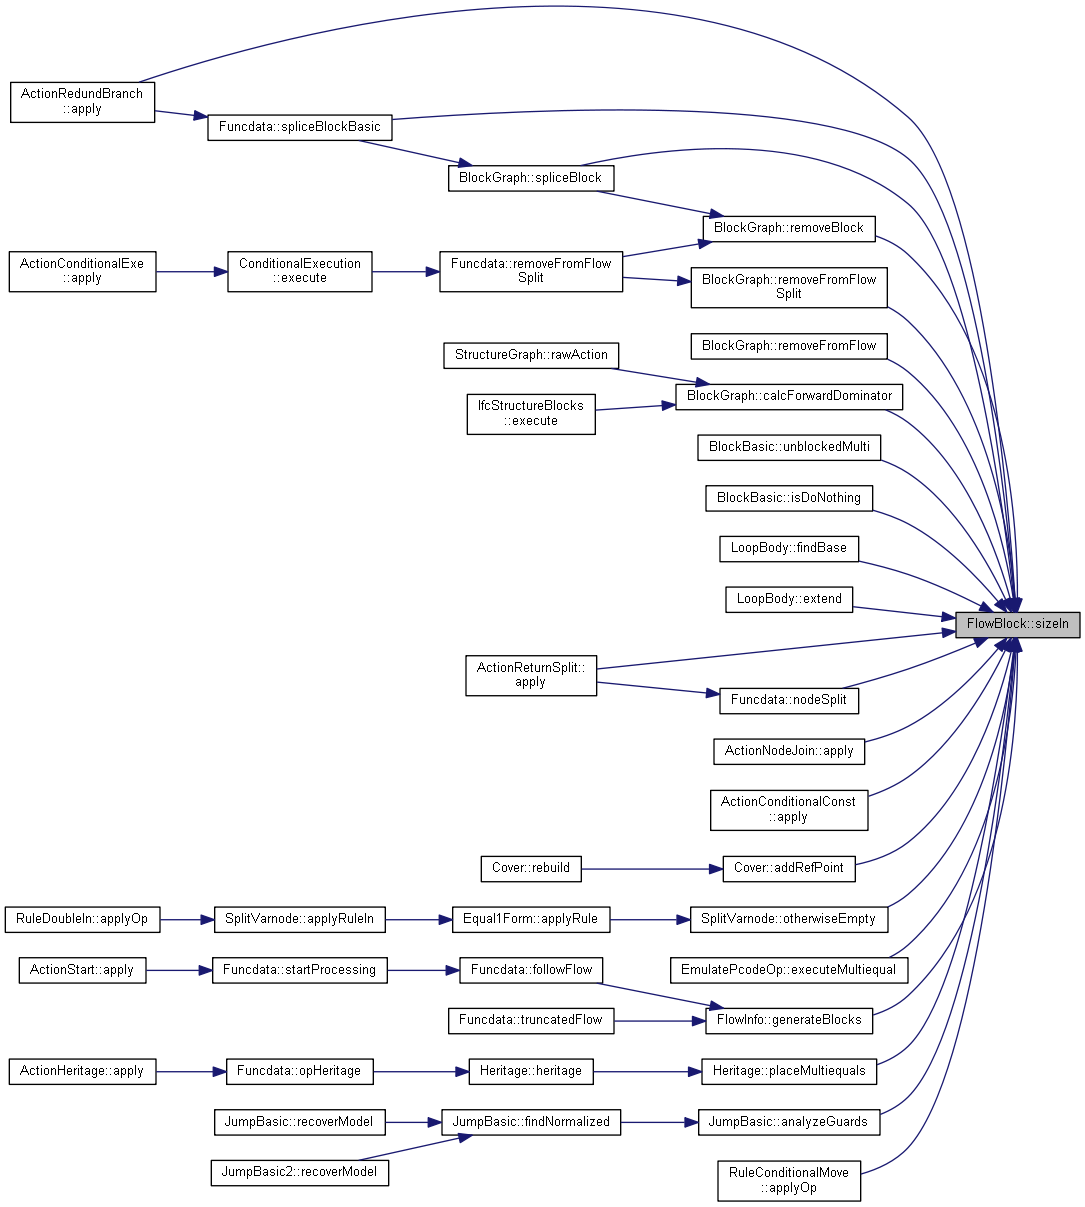 ActionRedundBranch
::apply
Funcdata::spliceBlockBasic
BlockGraph::spliceBlock
BlockGraph::removeBlock
ActionConditionalExe
::apply
ConditionalExecution
::execute
Funcdata::removeFromFlow
Split
BlockGraph::removeFromFlow
Split
BlockGraph::removeFromFlow
StructureGraph::rawAction
BlockGraph::calcForwardDominator
IfcStructureBlocks
::execute
BlockBasic::unblockedMulti
BlockBasic::isDoNothing
LoopBody::findBase
LoopBody::extend
FlowBlock::sizeIn
ActionReturnSplit::
apply
Funcdata::nodeSplit
ActionNodeJoin::apply
ActionConditionalConst
::apply
Cover::rebuild
Cover::addRefPoint
RuleDoubleIn::applyOp
SplitVarnode::applyRuleIn
Equal1Form::applyRule
SplitVarnode::otherwiseEmpty
EmulatePcodeOp::executeMultiequal
ActionStart::apply
Funcdata::startProcessing
Funcdata::followFlow
Funcdata::truncatedFlow
FlowInfo::generateBlocks
ActionHeritage::apply
Funcdata::opHeritage
Heritage::heritage
Heritage::placeMultiequals
JumpBasic::recoverModel
JumpBasic::findNormalized
JumpBasic::analyzeGuards
JumpBasic2::recoverModel
RuleConditionalMove
::applyOp